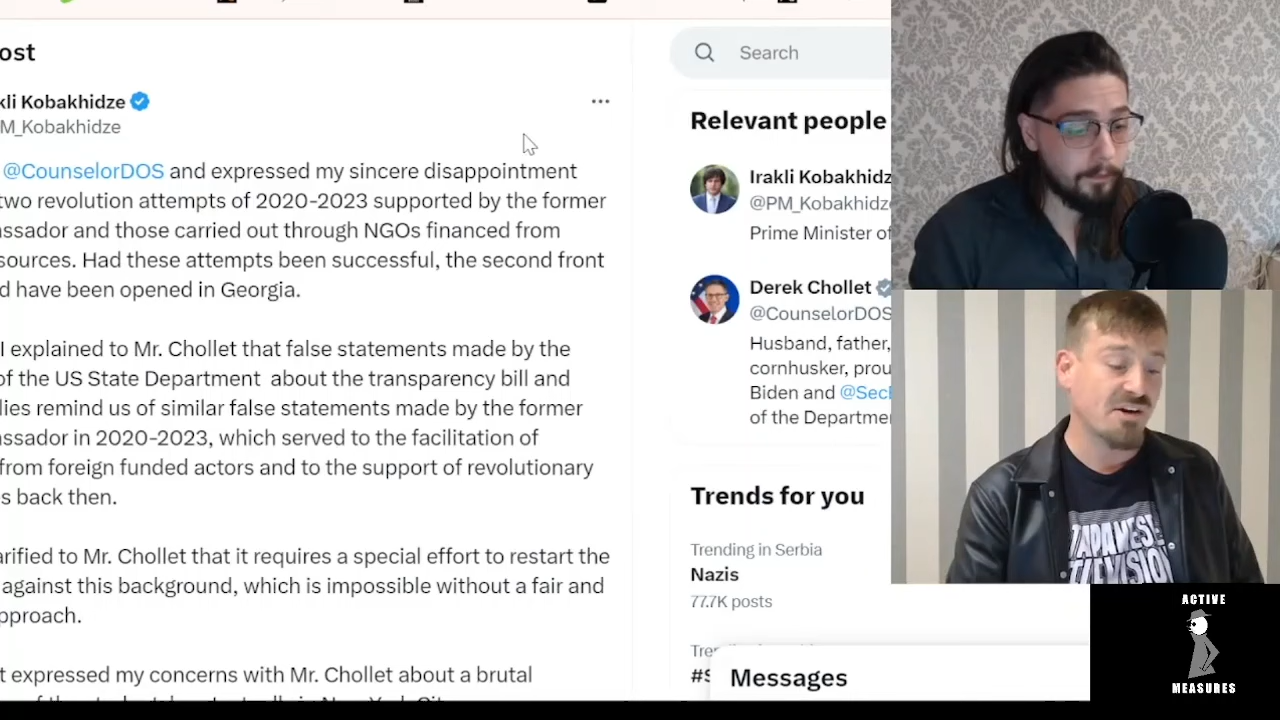 ost
kli Kobakhidze
M_Kobakhidze
@CounselorDOS and expressed my sincere disappointment
two revolution attempts of 2020-2023 supported by the former
assador and those carried out through NGOs financed from
sources. Had these attempts been successful, the second front
d have been opened in Georgia.
I explained to Mr. Chollet that false statements made by the
of the US State Department about the transparency bill and
lies remind us of similar false statements made by the former
assador in 2020-2023, which served to the facilitation of
from foreign funded actors and to the support of revolutionary
s back then.
arified to Mr. Chollet that it requires a special effort to restart the
against this background, which is impossible without a fair and
pproach.
t expressed my concerns with Mr. Chollet about a brutal
Search
Relevant people
Irakli Kobakhidz
@PM_Kobakhidze
Prime Minister of
Derek Chollet
@CounselorDOS
Husband, father,
cornhusker, prou
Biden and @Sec
of the Departmen
Trends for you
Trending in Serbia
Nazis
77.7K posts
Tre
#S
Messages
JAPANESE
TELEVISION
ACTIVE
MEASURES